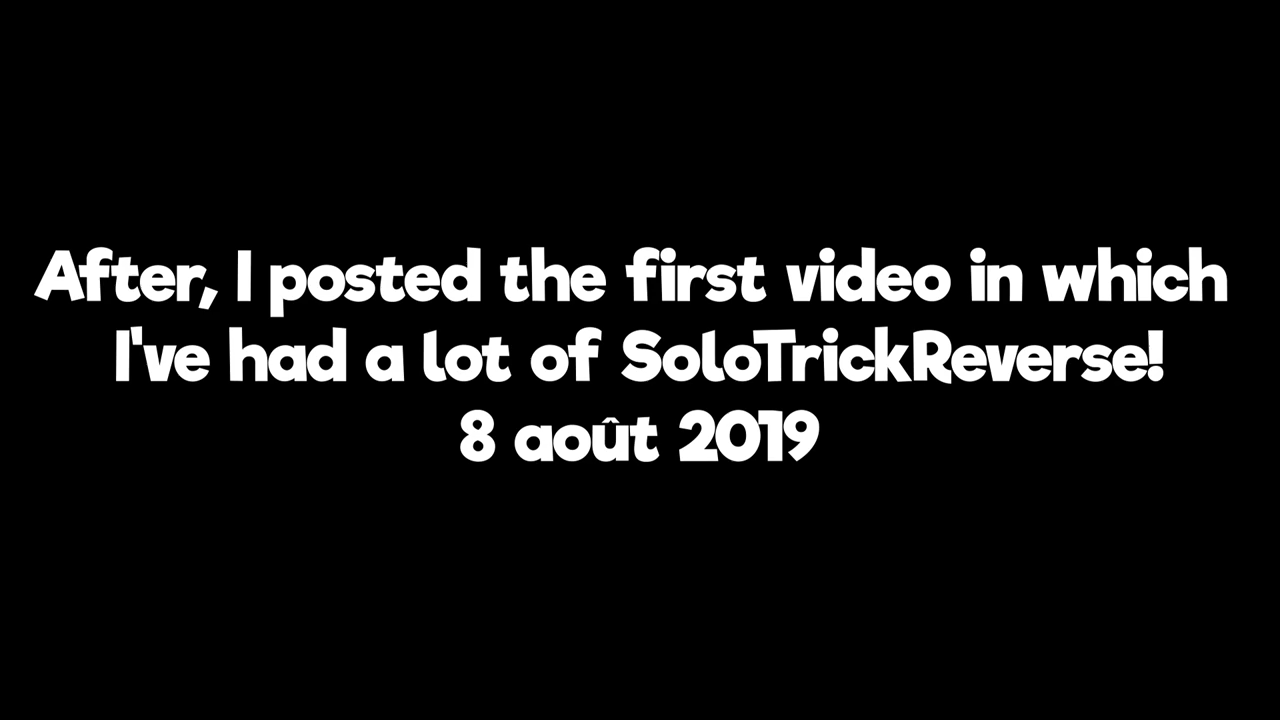 After, I posted the first video in which
I've had a lot of SoloTrickReverse!
8 août 2019